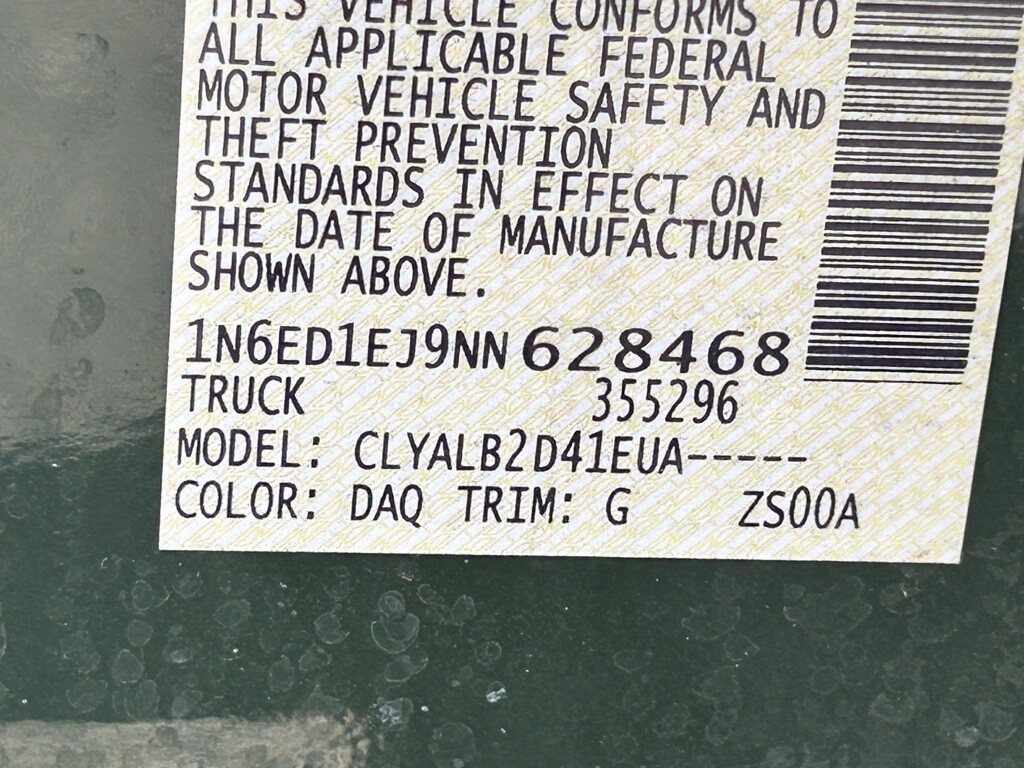 THIS VEHICLE CONFORMS TO
ALL APPLICABLE FEDERAL
MOTOR VEHICLE SAFETY AND
THEFT PREVENTION
STANDARDS IN EFFECT ON
THE DATE OF MANUFACTURE
SHOWN ABOVE.
1N6ED1EJ9NN628468
TRUCK 355296
MODEL: CLYALB2D41EUA-----
COLOR: DAQ TRIM: G ZS00A